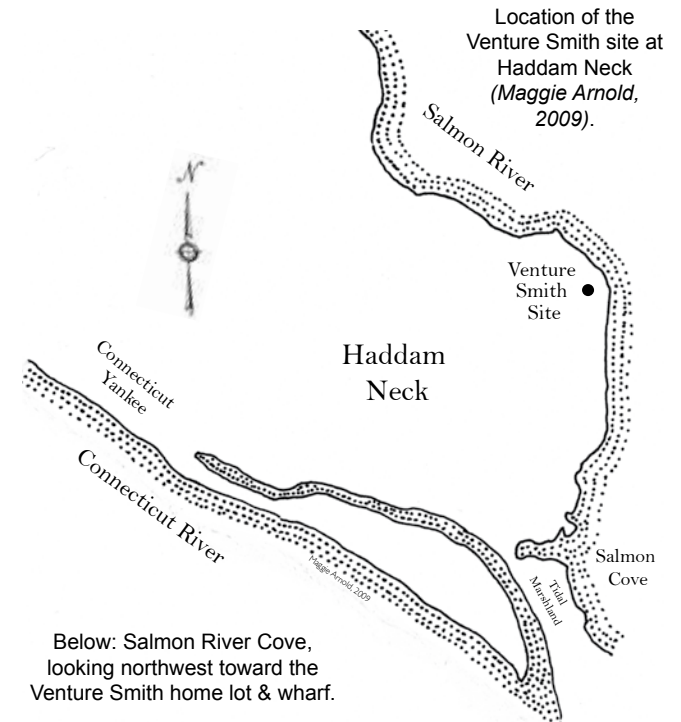 Location of the
Venture Smith site at
Haddam Neck
(Maggie Arnold,
2009).
Salmon River
N
Venture
Smith
Site
Haddam
Neck
Connecticut
Yankee
Connecticut River
Maggie Arnold, 2009
Salmon
Cove
Tidal
Marshland
Below: Salmon River Cove,
looking northwest toward the
Venture Smith home lot & wharf.